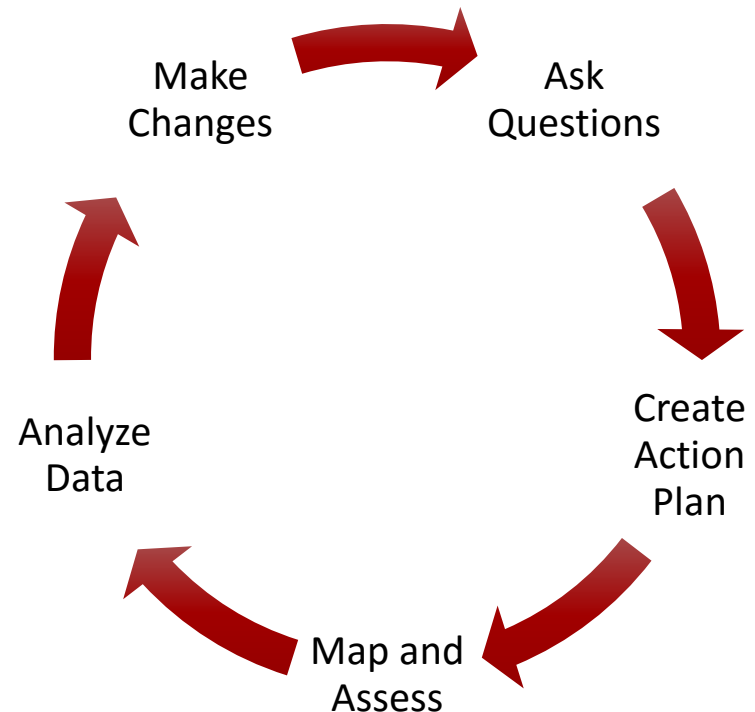 Make
Changes
Ask
Questions
Create
Action
Plan
Map and
Assess
Analyze
Data